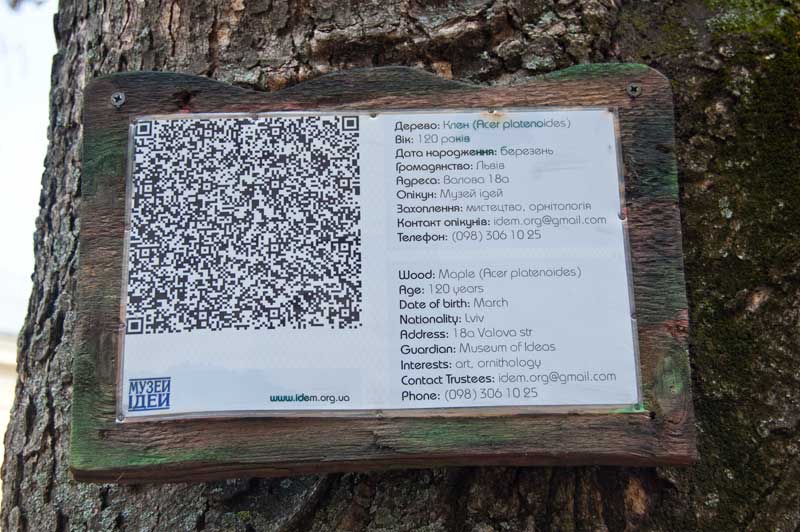 Дерево: Клен (Acer platenoides)
Вік: 120 років
Дата народження: березень
Громадянство: Львів
Адреса: Валова 18а
Опікун: Музей ідей
Захоплення: мистецтво, орнітологія
Контакт опікунів: idem.org@gmail.com
Телефон: (098) 306 10 25
Wood: Maple (Acer platenoides)
Age: 120 years
Date of birth: March
Nationality: Lviv
Address: 18a Valova str
Guardian: Museum of Ideas
Interests: art, ornithology
Contact Trustees: idem.org@gmail.com
Phone: (098) 306 10 25
МУЗЕЙ
ІДЕЙ
www.idem.org.ua